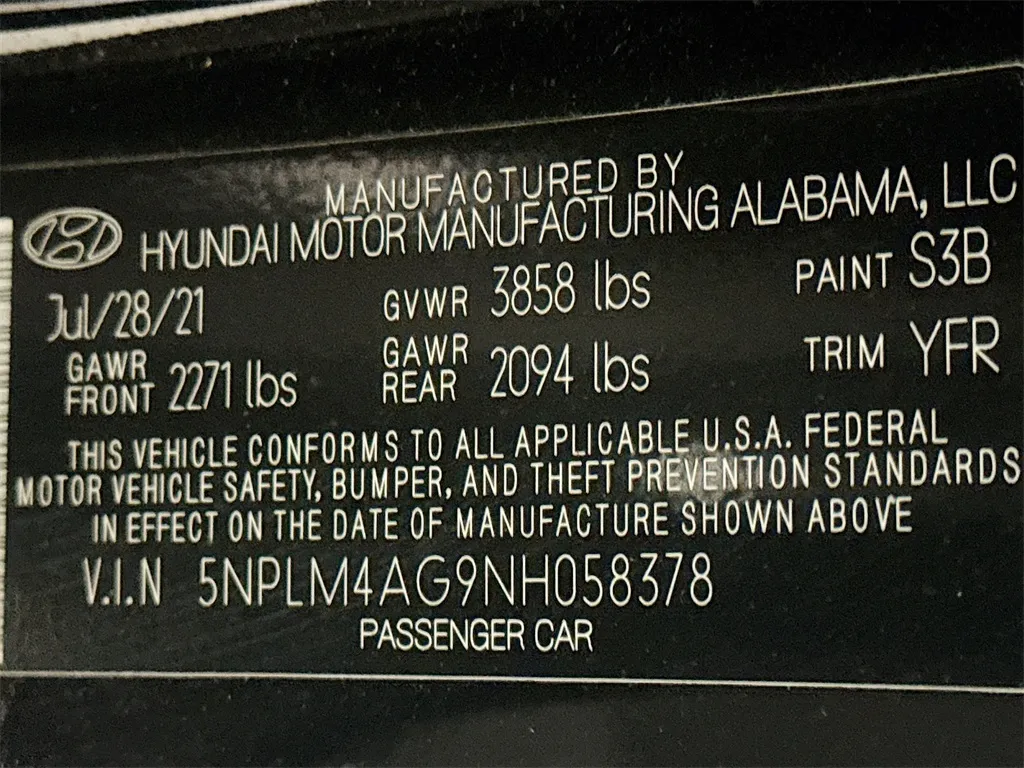 MANUFACTURED BY
HYUNDAI MOTOR MANUFACTURING ALABAMA, LLC
Jul/28/21 GVWR 3858 lbs PAINT S3B
GAWR FRONT 2271 lbs GAWR REAR 2094 lbs TRIM YFR
THIS VEHICLE CONFORMS TO ALL APPLICABLE U.S.A. FEDERAL
MOTOR VEHICLE SAFETY, BUMPER, AND THEFT PREVENTION STANDARDS
IN EFFECT ON THE DATE OF MANUFACTURE SHOWN ABOVE
V.I.N 5NPLM4AG9NH058378
PASSENGER CAR